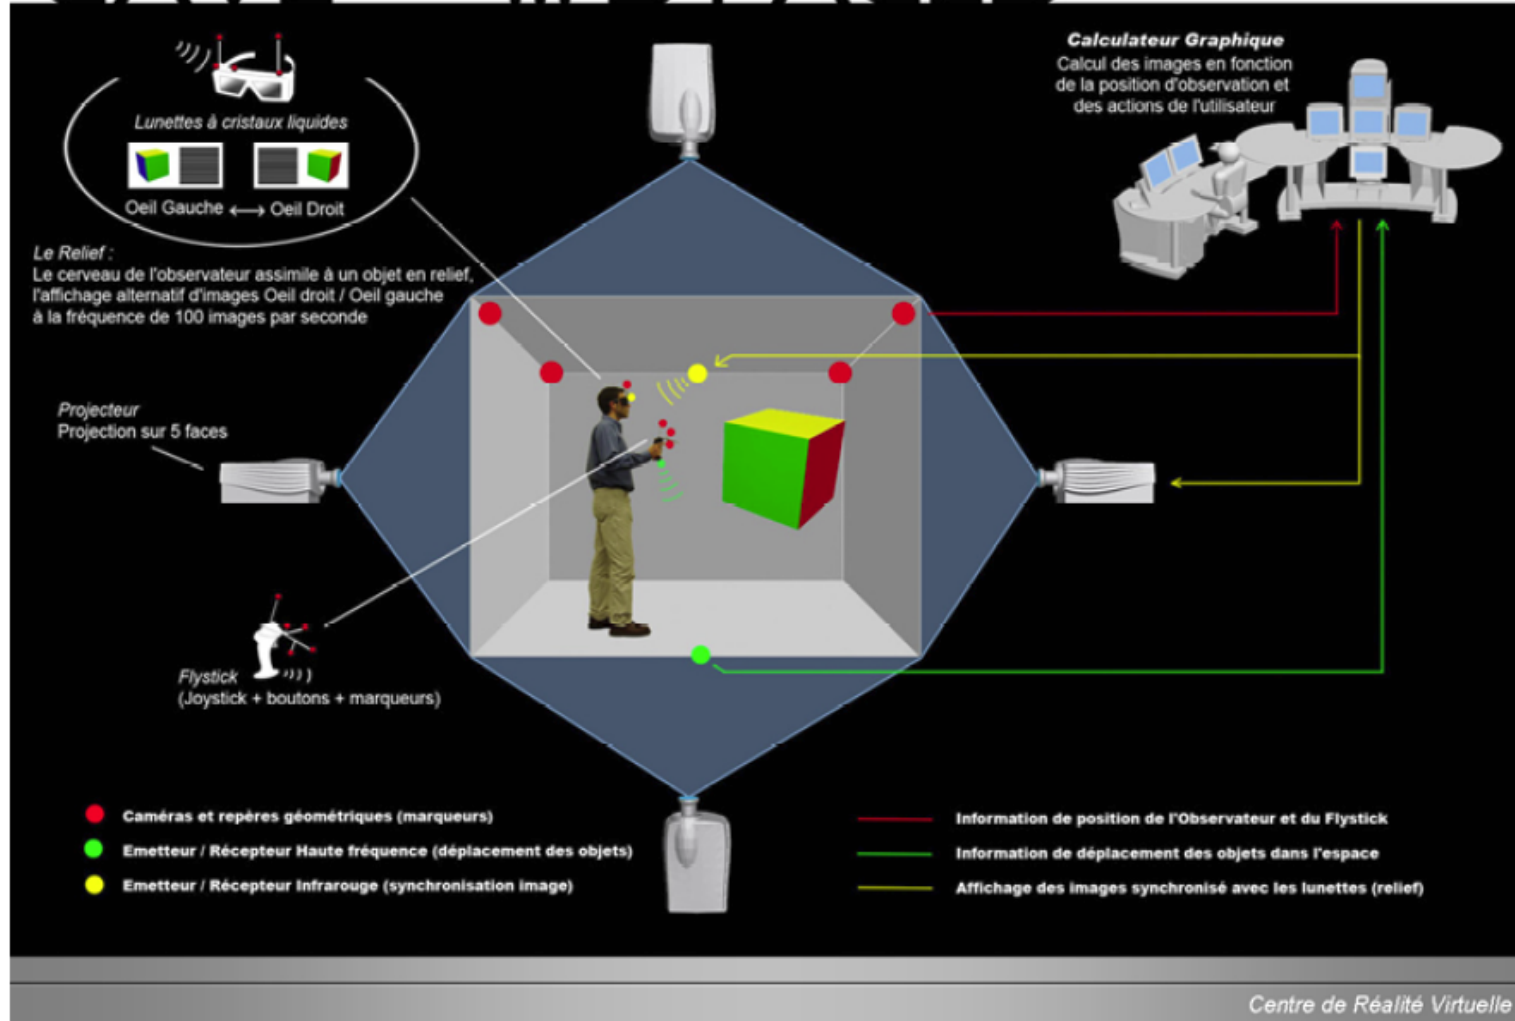 Calculateur Graphique
Calcul des images en fonction
de la position d'observation et
des actions de l'utilisateur
Lunettes à cristaux liquides
Oeil Gauche ⟷ Oeil Droit
Le Relief :
Le cerveau de l'observateur assimile à un objet en relief,
l'affichage alternatif d'images Oeil droit / Oeil gauche
à la fréquence de 100 images par seconde
Projecteur
Projection sur 5 faces
Flystick
(Joystick + boutons + marqueurs)
Caméras et repères géométriques (marqueurs)
Emetteur / Récepteur Haute fréquence (déplacement des objets)
Emetteur / Récepteur Infrarouge (synchronisation image)
Information de position de l'Observateur et du Flystick
Information de déplacement des objets dans l'espace
Affichage des images synchronisé avec les lunettes (relief)
Centre de Réalité Virtuelle